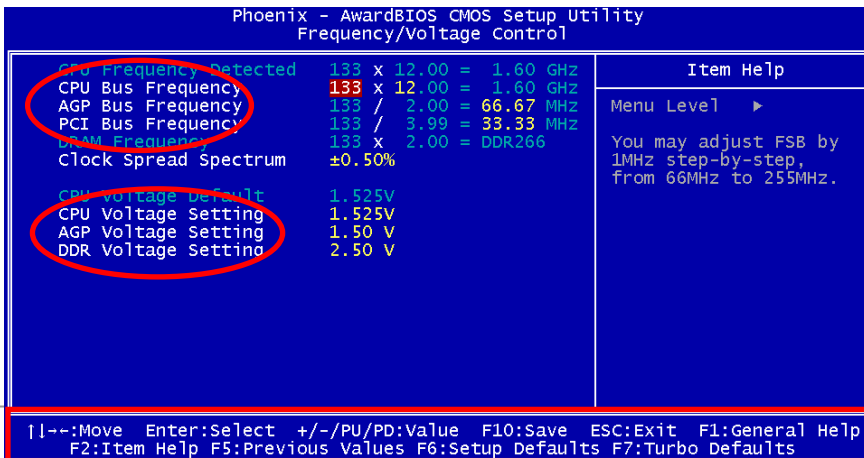 Phoenix - AwardBIOS CMOS Setup Utility
Frequency/Voltage Control
CPU Frequency Detected 133 x 12.00 = 1.60 GHz
CPU Bus Frequency 133 x 12.00 = 1.60 GHz
AGP Bus Frequency 133 / 2.00 = 66.67 MHz
PCI Bus Frequency 133 / 3.99 = 33.33 MHz
DRAM Frequency 133 x 2.00 = DDR266
Clock Spread Spectrum ±0.50%
CPU Voltage Default 1.525V
CPU Voltage Setting 1.525V
AGP Voltage Setting 1.50 V
DDR Voltage Setting 2.50 V
Item Help
Menu Level ▶
You may adjust FSB by
1MHz step-by-step,
from 66MHz to 255MHz.
↑↓→←:Move Enter:Select +/-/PU/PD:Value F10:Save ESC:Exit F1:General Help
F2:Item Help F5:Previous Values F6:Setup Defaults F7:Turbo Defaults